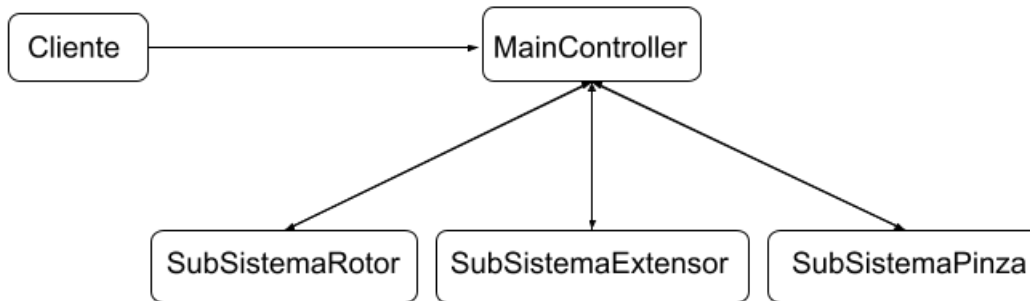 Cliente
MainController
SubSistemaRotor
SubSistemaExtensor
SubSistemaPinza